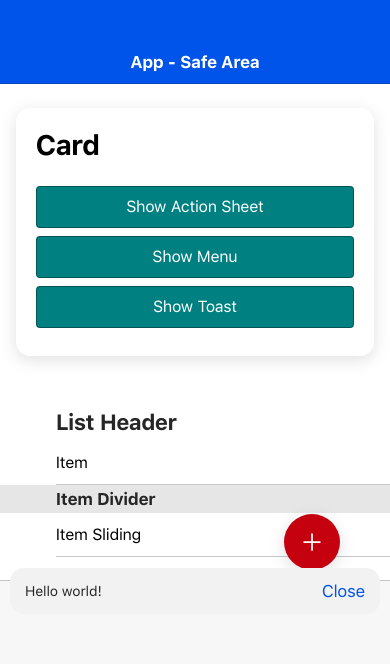 App - Safe Area
Card
Show Action Sheet
Show Menu
Show Toast
List Header
Item
Item Divider
Item Sliding
Hello world!
Close